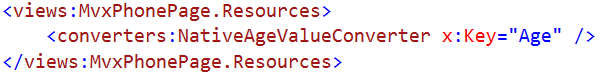 <views:MvxPhonePage.Resources>
    <converters:NativeAgeValueConverter x:Key="Age" />
</views:MvxPhonePage.Resources>